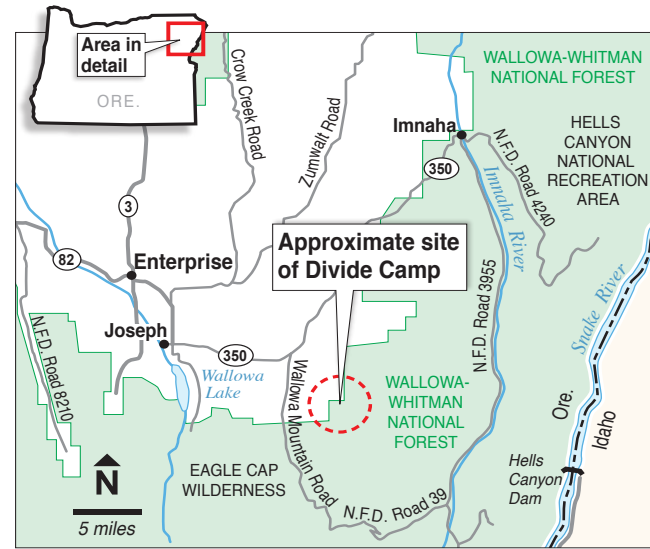 Area in
detail
ORE.
Crow Creek Road
Zumwalt Road
WALLOWA-WHITMAN
NATIONAL FOREST
Imnaha
N.F.D. Road 4240
HELLS
CANYON
NATIONAL
RECREATION
AREA
350
Imnaha River
3
82
Enterprise
Approximate site
of Divide Camp
N.F.D. Road 3955
Snake River
Joseph
350
N.F.D. Road 8210
Wallowa
Lake
Wallowa Mountain Road
WALLOWA-
WHITMAN
NATIONAL
FOREST
Ore.
Idaho
N
5 miles
EAGLE CAP
WILDERNESS
N.F.D. Road 39
Hells
Canyon
Dam